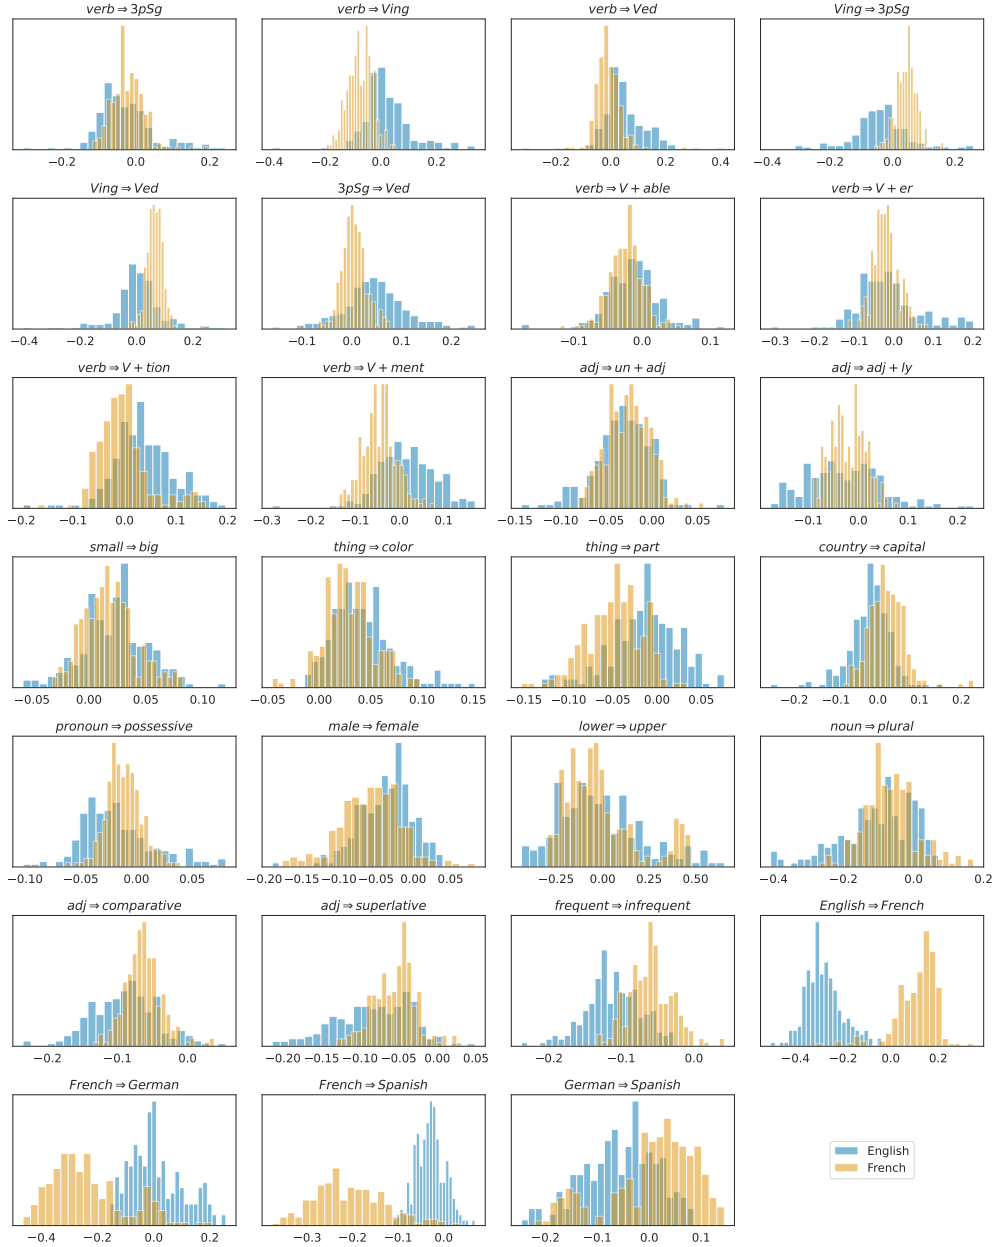 verb⇒3pSg verb⇒Ving verb⇒Ved Ving⇒3pSg
−0.2 0.0 0.2 −0.4 −0.2 0.0 0.2 −0.2 0.0 0.2 0.4 −0.4 −0.2 0.0 0.2
Ving⇒Ved 3pSg⇒Ved verb⇒V+able verb⇒V+er
−0.4 −0.2 0.0 0.2 −0.1 0.0 0.1 0.2 −0.1 0.0 0.1 −0.3 −0.2 −0.1 0.0 0.1 0.2
verb⇒V+tion verb⇒V+ment adj⇒un+adj adj⇒adj+ly
−0.2 −0.1 0.0 0.1 0.2 −0.3 −0.2 −0.1 0.0 0.1 −0.15 −0.10 −0.05 0.00 0.05 −0.1 0.0 0.1 0.2
small⇒big thing⇒color thing⇒part country⇒capital
−0.05 0.00 0.05 0.10 −0.05 0.00 0.05 0.10 0.15 −0.15 −0.10 −0.05 0.00 0.05 −0.2 −0.1 0.0 0.1 0.2
pronoun⇒possessive male⇒female lower⇒upper noun⇒plural
−0.10 −0.05 0.00 0.05 −0.20 −0.15 −0.10 −0.05 0.00 0.05 −0.25 0.00 0.25 0.50 −0.4 −0.2 0.0 0.2
adj⇒comparative adj⇒superlative frequent⇒infrequent English⇒French
−0.2 −0.1 0.0 −0.20 −0.15 −0.10 −0.05 0.00 0.05 −0.2 −0.1 0.0 −0.4 −0.2 0.0 0.2
French⇒German French⇒Spanish German⇒Spanish
English
French
−0.4 −0.2 0.0 0.2 −0.3 −0.2 −0.1 0.0 −0.2 −0.1 0.0 0.1